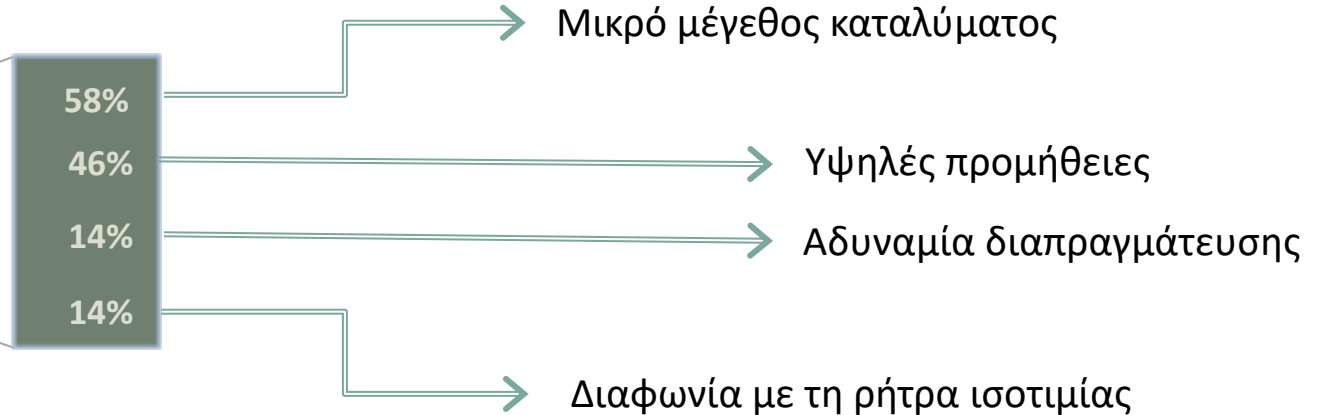 Μικρό μέγεθος καταλύματος
58%
46%
Υψηλές προμήθειες
14%
Αδυναμία διαπραγμάτευσης
14%
Διαφωνία με τη ρήτρα ισοτιμίας